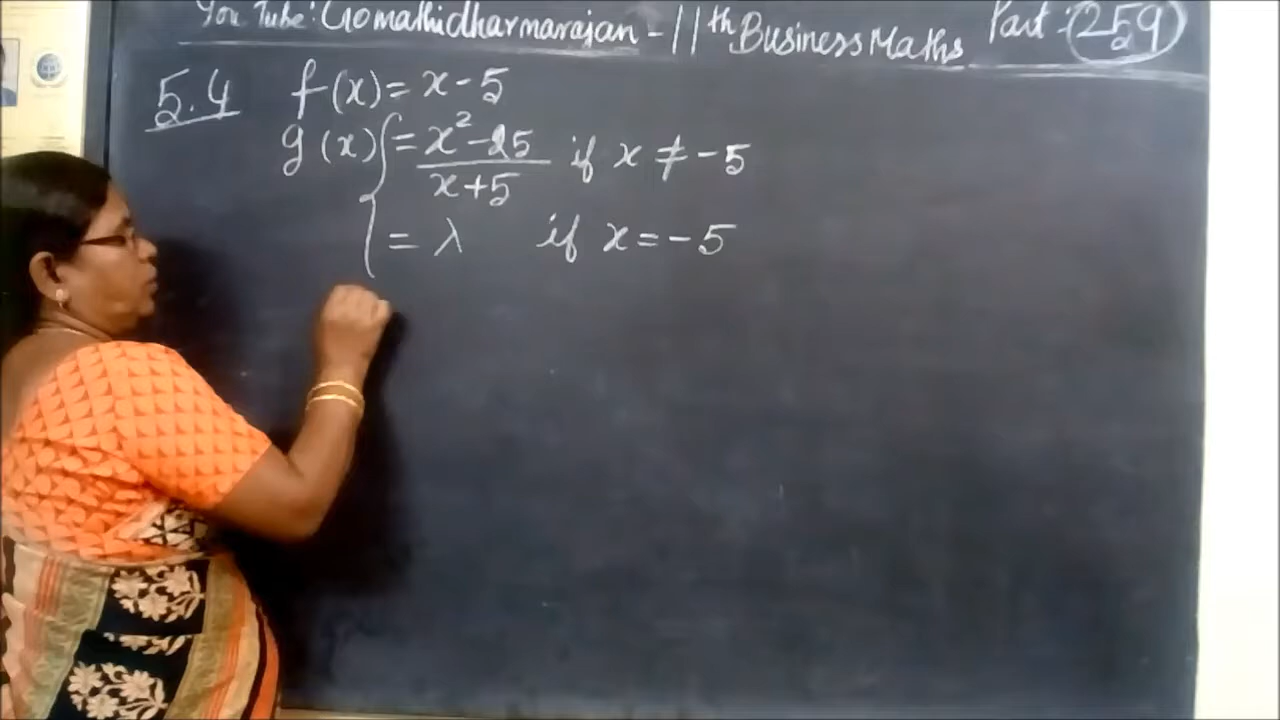 You Tube: Gomathidharmarajan - 11th Business Maths Part: 259
5.4 f(x) = x - 5
g(x) = x² - 25 / x + 5 if x ≠ -5
= λ if x = -5